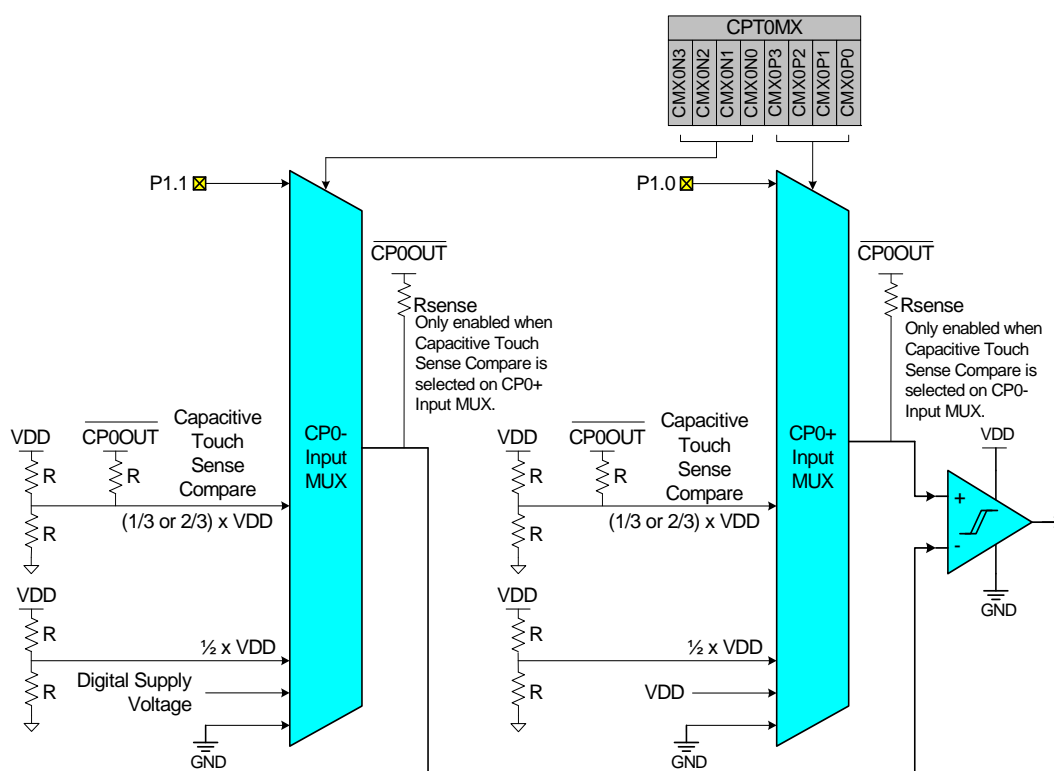 CPT0MX
CMX0N3
CMX0N2
CMX0N1
CMX0N0
CMX0P3
CMX0P2
CMX0P1
CMX0P0
P1.1
P1.0
CP0OUT
Rsense
Only enabled when
Capacitive Touch
Sense Compare is
selected on CP0+
Input MUX.
CP0OUT
Rsense
Only enabled when
Capacitive Touch
Sense Compare is
selected on CP0-
Input MUX.
VDD
R
R
CP0OUT
R
Capacitive
Touch
Sense
Compare
(1/3 or 2/3) x VDD
CP0-
Input
MUX
VDD
R
R
½ x VDD
Digital Supply
Voltage
GND
VDD
R
R
CP0OUT
R
Capacitive
Touch
Sense
Compare
(1/3 or 2/3) x VDD
CP0+
Input
MUX
VDD
R
R
½ x VDD
VDD
GND
VDD
+
-
GND